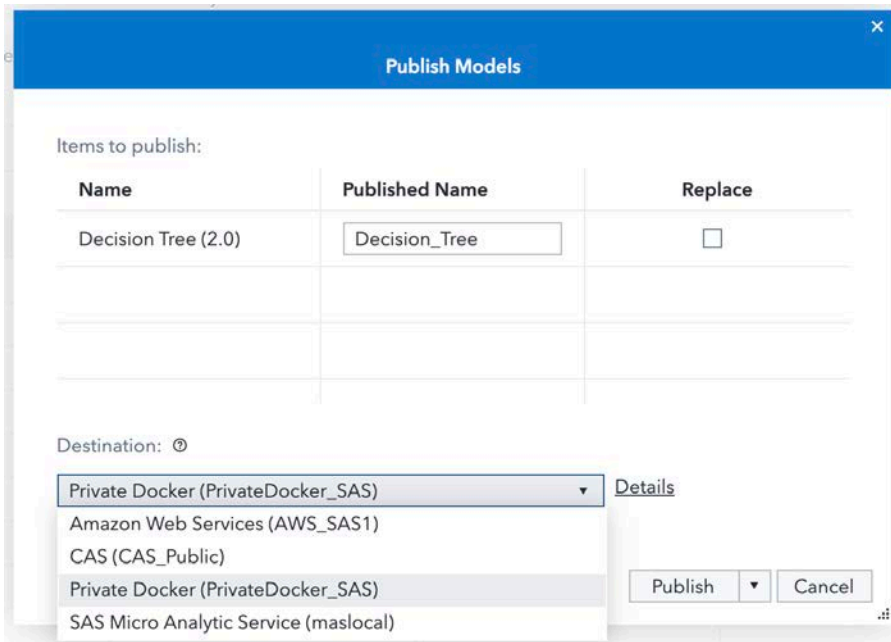 Publish Models
Items to publish:
Name Published Name Replace
Decision Tree (2.0) Decision_Tree
Destination:
Private Docker (PrivateDocker_SAS) Details
Amazon Web Services (AWS_SAS1)
CAS (CAS_Public)
Private Docker (PrivateDocker_SAS)
Publish Cancel
SAS Micro Analytic Service (maslocal)